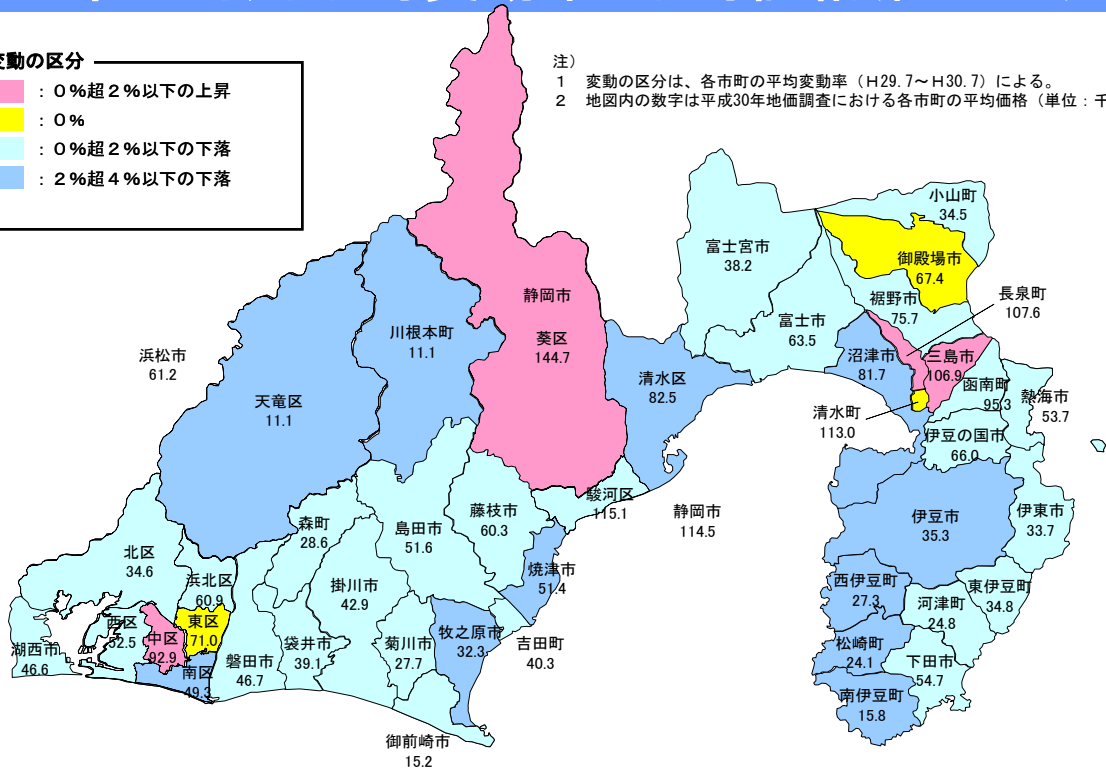 変動の区分
：０％超２％以下の上昇
：０％
：０％超２％以下の下落
：２％超４％以下の下落
注）
１　変動の区分は、各市町の平均変動率（Ｈ29.7～Ｈ30.7）による。
２　地図内の数字は平成30年地価調査における各市町の平均価格（単位：千
小山町
34.5
富士宮市
38.2
御殿場市
67.4
裾野市
75.7
長泉町
107.6
静岡市
葵区
144.7
川根本町
11.1
富士市
63.5
沼津市
81.7
三島市
106.9
浜松市
61.2
清水区
82.5
函南町
95.3
熱海市
53.7
天竜区
11.1
清水町
113.0
伊豆の国市
66.0
駿河区
115.1
静岡市
114.5
藤枝市
60.3
森町
28.6
島田市
51.6
伊豆市
35.3
伊東市
33.7
北区
34.6
浜北区
60.9
掛川市
42.9
焼津市
51.4
西伊豆町
27.3
東伊豆町
34.8
河津町
24.8
西区
52.5
中区
92.9
東区
71.0
湖西市
46.6
南区
49.3
磐田市
46.7
袋井市
39.1
菊川市
27.7
牧之原市
32.3
吉田町
40.3
松崎町
24.1
下田市
54.7
南伊豆町
15.8
御前崎市
15.2